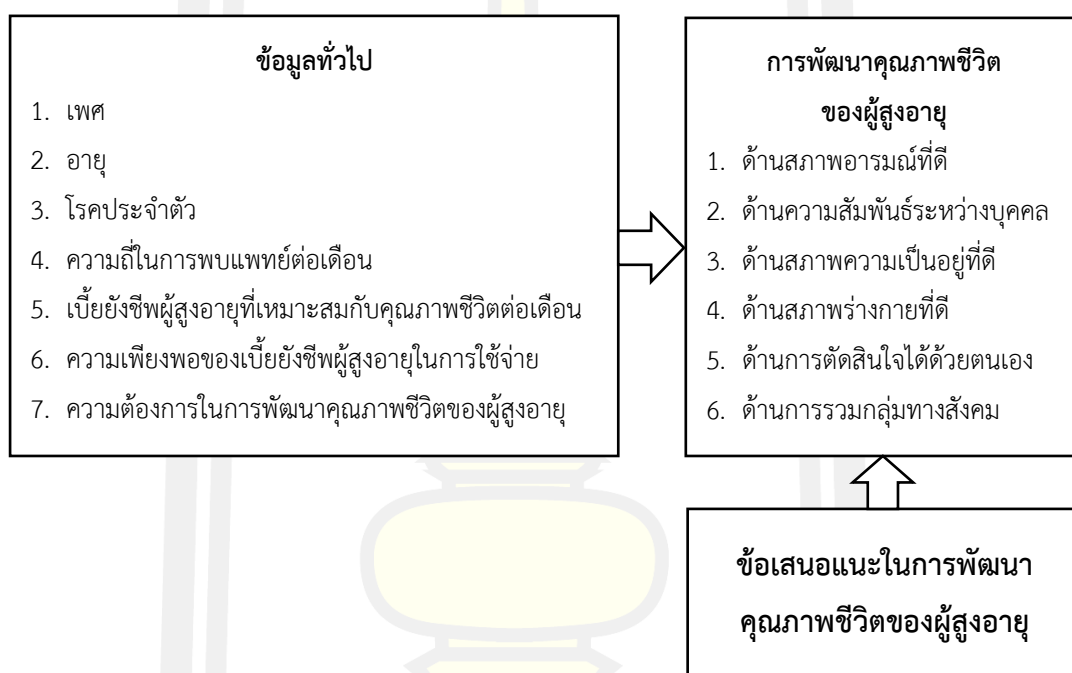 ข้อมูลทั่วไป
1. เพศ
2. อายุ
3. โรคประจำตัว
4. ความถี่ในการพบแพทย์ต่อเดือน
5. เบี้ยยังชีพผู้สูงอายุที่เหมาะสมกับคุณภาพชีวิตต่อเดือน
6. ความเพียงพอของเบี้ยยังชีพผู้สูงอายุในการใช้จ่าย
7. ความต้องการในการพัฒนาคุณภาพชีวิตของผู้สูงอายุ
การพัฒนาคุณภาพชีวิต
ของผู้สูงอายุ
1. ด้านสภาพอารมณ์ที่ดี
2. ด้านความสัมพันธ์ระหว่างบุคคล
3. ด้านสภาพความเป็นอยู่ที่ดี
4. ด้านสภาพร่างกายที่ดี
5. ด้านการตัดสินใจได้ด้วยตนเอง
6. ด้านการรวมกลุ่มทางสังคม
ข้อเสนอแนะในการพัฒนา
คุณภาพชีวิตของผู้สูงอายุ